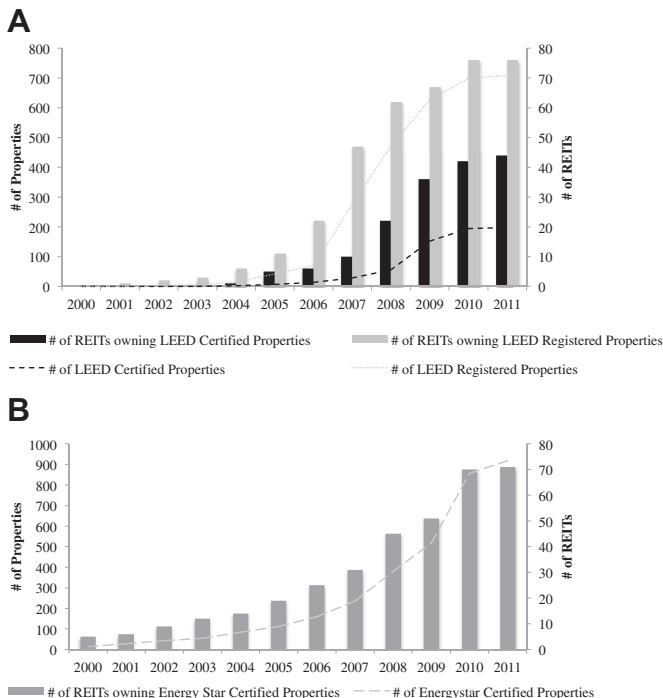 A
800 80
700 70
600 60
500 50
400 40
300 30
200 20
100 10
0 0
# of Properties
# of REITs
2000 2001 2002 2003 2004 2005 2006 2007 2008 2009 2010 2011
# of REITs owning LEED Certified Properties # of REITs owning LEED Registered Properties
# of LEED Certified Properties # of LEED Registered Properties
B
1000 80
900 70
800 60
700 50
600 40
500 30
400 20
300 10
200 0
100
0
# of Properties
# of REITs
2000 2001 2002 2003 2004 2005 2006 2007 2008 2009 2010 2011
# of REITs owning Energy Star Certified Properties # of Energystar Certified Properties